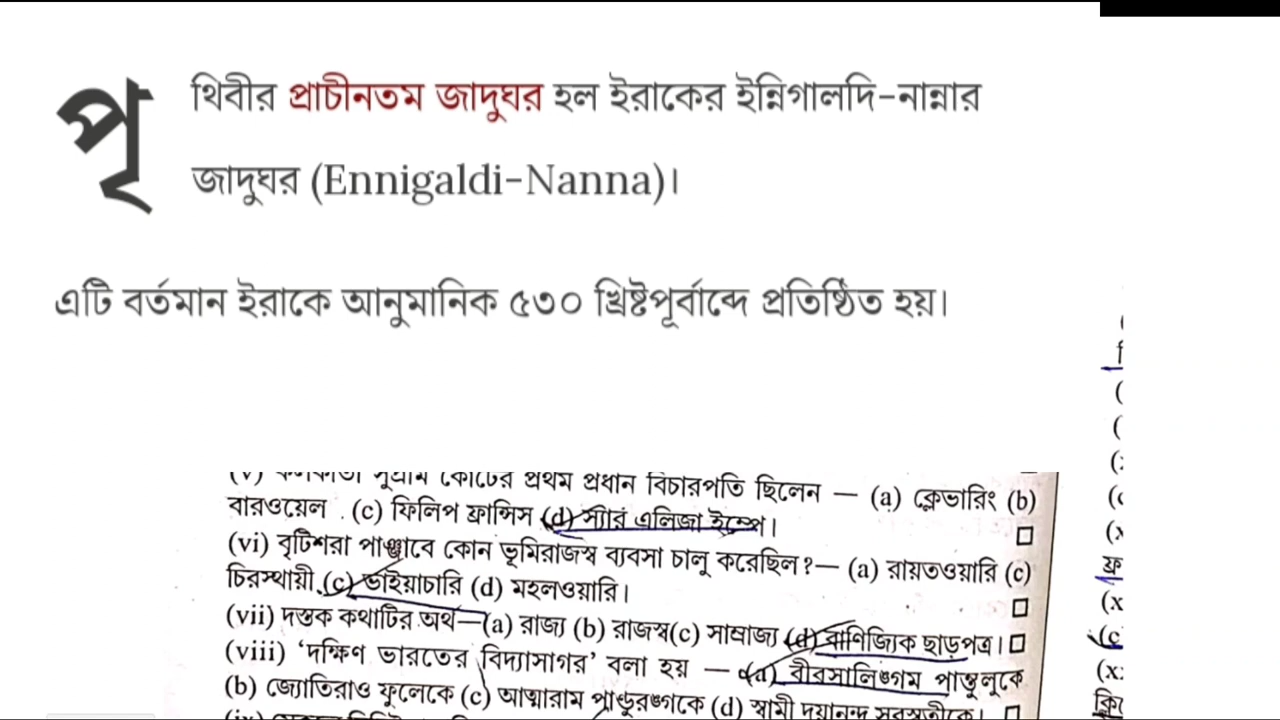 পৃথিবীর প্রাচীনতম জাদুঘর হল ইরাকের ইন্নিগালদি-নান্নার
জাদুঘর (Ennigaldi-Nanna)।
এটি বর্তমান ইরাকে আনুমানিক ৫৩০ খ্রিষ্টপূর্বাব্দে প্রতিষ্ঠিত হয়।
(v) কলকাতা সুপ্রিম কোর্টের প্রথম প্রধান বিচারপতি ছিলেন — (a) ক্লেভারিং (b)
বারওয়েল . (c) ফিলিপ ফ্রান্সিস (d) স্যার এলিজা ইম্পে।
(vi) বৃটিশরা পাঞ্জাবে কোন ভূমিরাজস্ব ব্যবসা চালু করেছিল?— (a) রায়তওয়ারি (c)
চিরস্থায়ী (c) ভাইয়াচারি (d) মহলওয়ারি।
(vii) দস্তক কথাটির অর্থ—(a) রাজ্য (b) রাজস্ব(c) সাম্রাজ্য (d) বাণিজ্যিক ছাড়পত্র।
(viii) ‘দক্ষিণ ভারতের বিদ্যাসাগর’ বলা হয় — (a) বীরসালিঙ্গম পান্তুলুকে
(b) জ্যোতিরাও ফুলেকে (c) আত্মারাম পাণ্ডুরঙ্গকে (d) স্বামী দয়ানন্দ সরস্বতীকে।